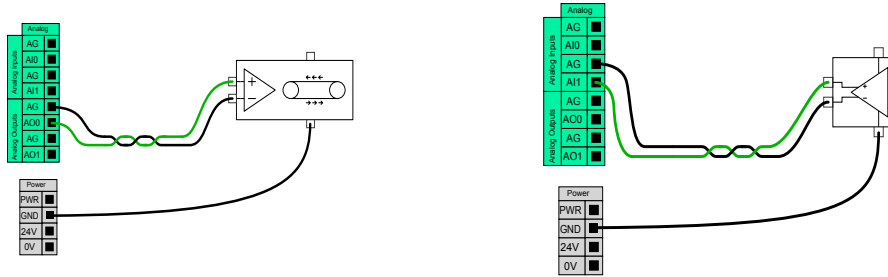 Analog
Analog Inputs
AG
AI0
AG
AI1
Analog Outputs
AG
AO0
AG
AO1
+
−
Power
PWR
GND
24V
0V
Analog
Analog Inputs
AG
AI0
AG
AI1
Analog Outputs
AG
AO0
AG
AO1
+
−
Power
PWR
GND
24V
0V